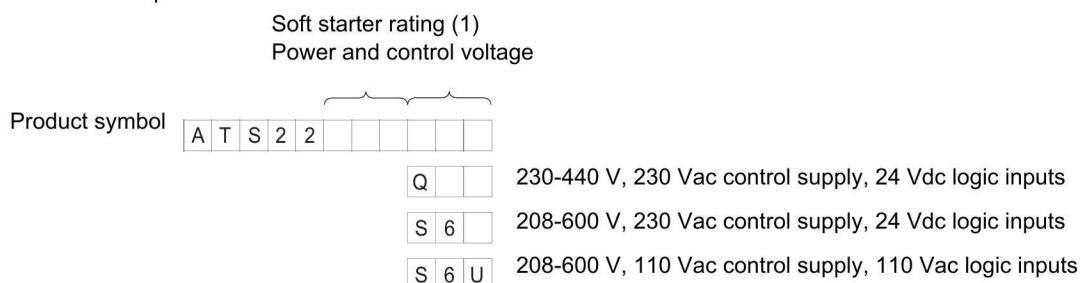 Soft starter rating (1)
Power and control voltage
Product symbol A T S 2 2
Q 230-440 V, 230 Vac control supply, 24 Vdc logic inputs
S 6 208-600 V, 230 Vac control supply, 24 Vdc logic inputs
S 6 U 208-600 V, 110 Vac control supply, 110 Vac logic inputs